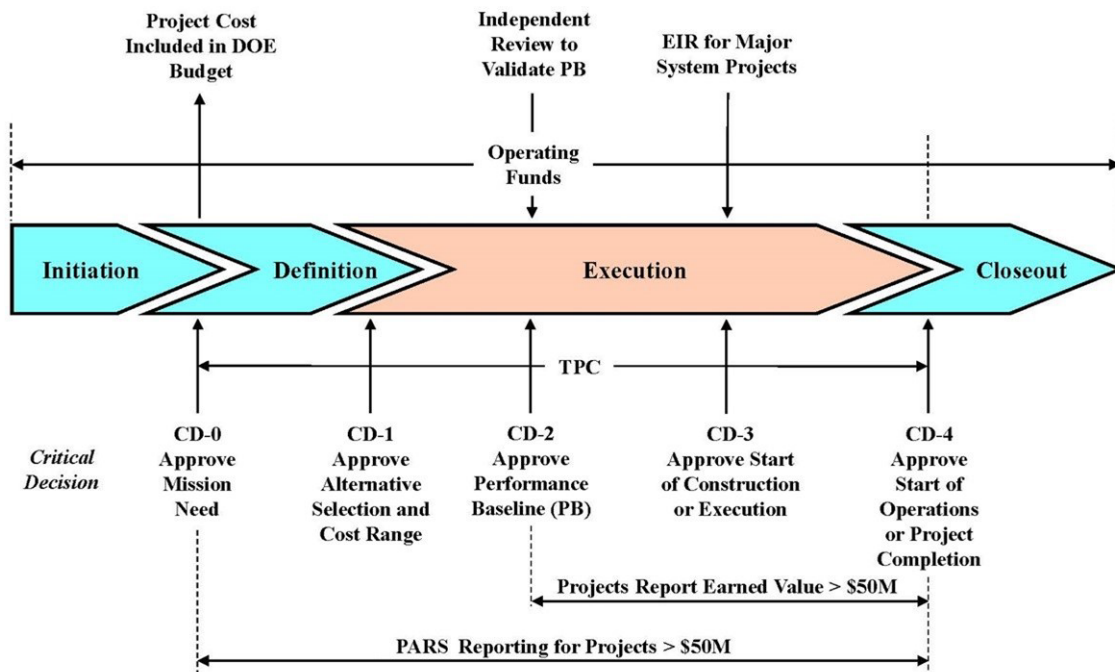 Project Cost
Included in DOE
Budget
Independent
Review to
Validate PB
EIR for Major
System Projects
Operating
Funds
Initiation
Definition
Execution
Closeout
TPC
Critical
Decision
CD-0
Approve
Mission
Need
CD-1
Approve
Alternative
Selection and
Cost Range
CD-2
Approve
Performance
Baseline (PB)
CD-3
Approve Start
of Construction
or Execution
CD-4
Approve
Start of
Operations
or Project
Completion
Projects Report Earned Value > $50M
PARS Reporting for Projects > $50M